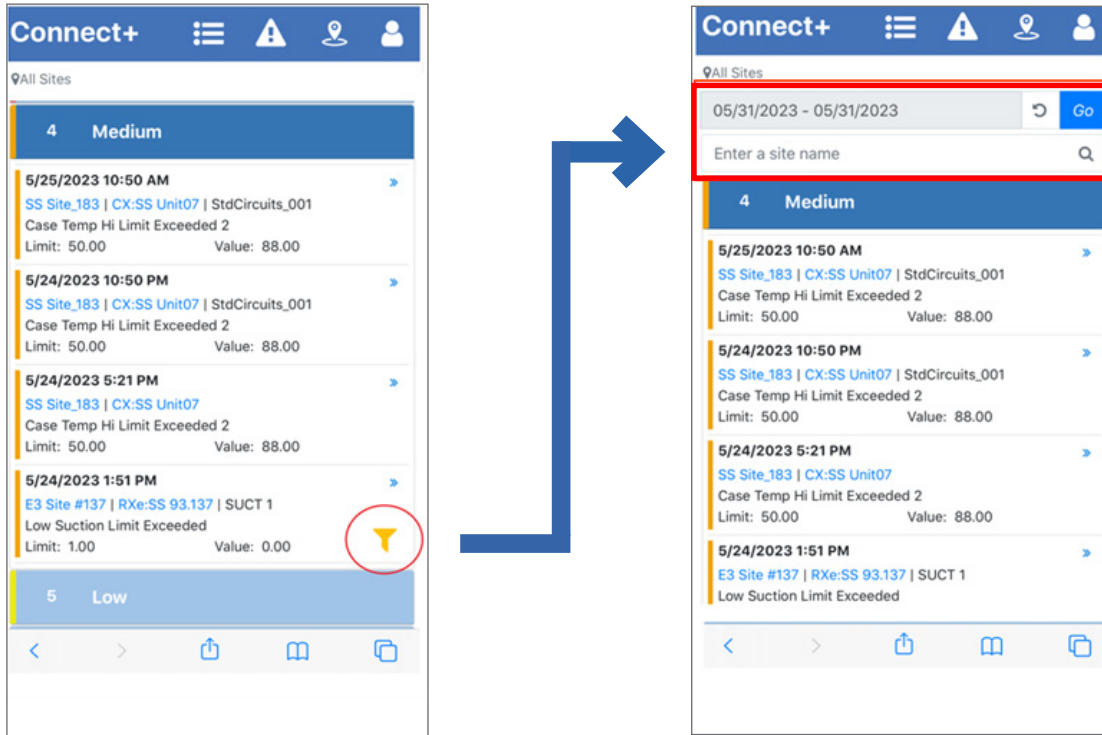 Connect+
All Sites
4 Medium
5/25/2023 10:50 AM
SS Site_183 | CX:SS Unit07 | StdCircuits_001
Case Temp Hi Limit Exceeded 2
Limit: 50.00 Value: 88.00
5/24/2023 10:50 PM
SS Site_183 | CX:SS Unit07 | StdCircuits_001
Case Temp Hi Limit Exceeded 2
Limit: 50.00 Value: 88.00
5/24/2023 5:21 PM
SS Site_183 | CX:SS Unit07
Case Temp Hi Limit Exceeded 2
Limit: 50.00 Value: 88.00
5/24/2023 1:51 PM
E3 Site #137 | RXe:SS 93.137 | SUCT 1
Low Suction Limit Exceeded
Limit: 1.00 Value: 0.00
5 Low
Connect+
All Sites
05/31/2023 - 05/31/2023 Go
Enter a site name
4 Medium
5/25/2023 10:50 AM
SS Site_183 | CX:SS Unit07 | StdCircuits_001
Case Temp Hi Limit Exceeded 2
Limit: 50.00 Value: 88.00
5/24/2023 10:50 PM
SS Site_183 | CX:SS Unit07 | StdCircuits_001
Case Temp Hi Limit Exceeded 2
Limit: 50.00 Value: 88.00
5/24/2023 5:21 PM
SS Site_183 | CX:SS Unit07
Case Temp Hi Limit Exceeded 2
Limit: 50.00 Value: 88.00
5/24/2023 1:51 PM
E3 Site #137 | RXe:SS 93.137 | SUCT 1
Low Suction Limit Exceeded